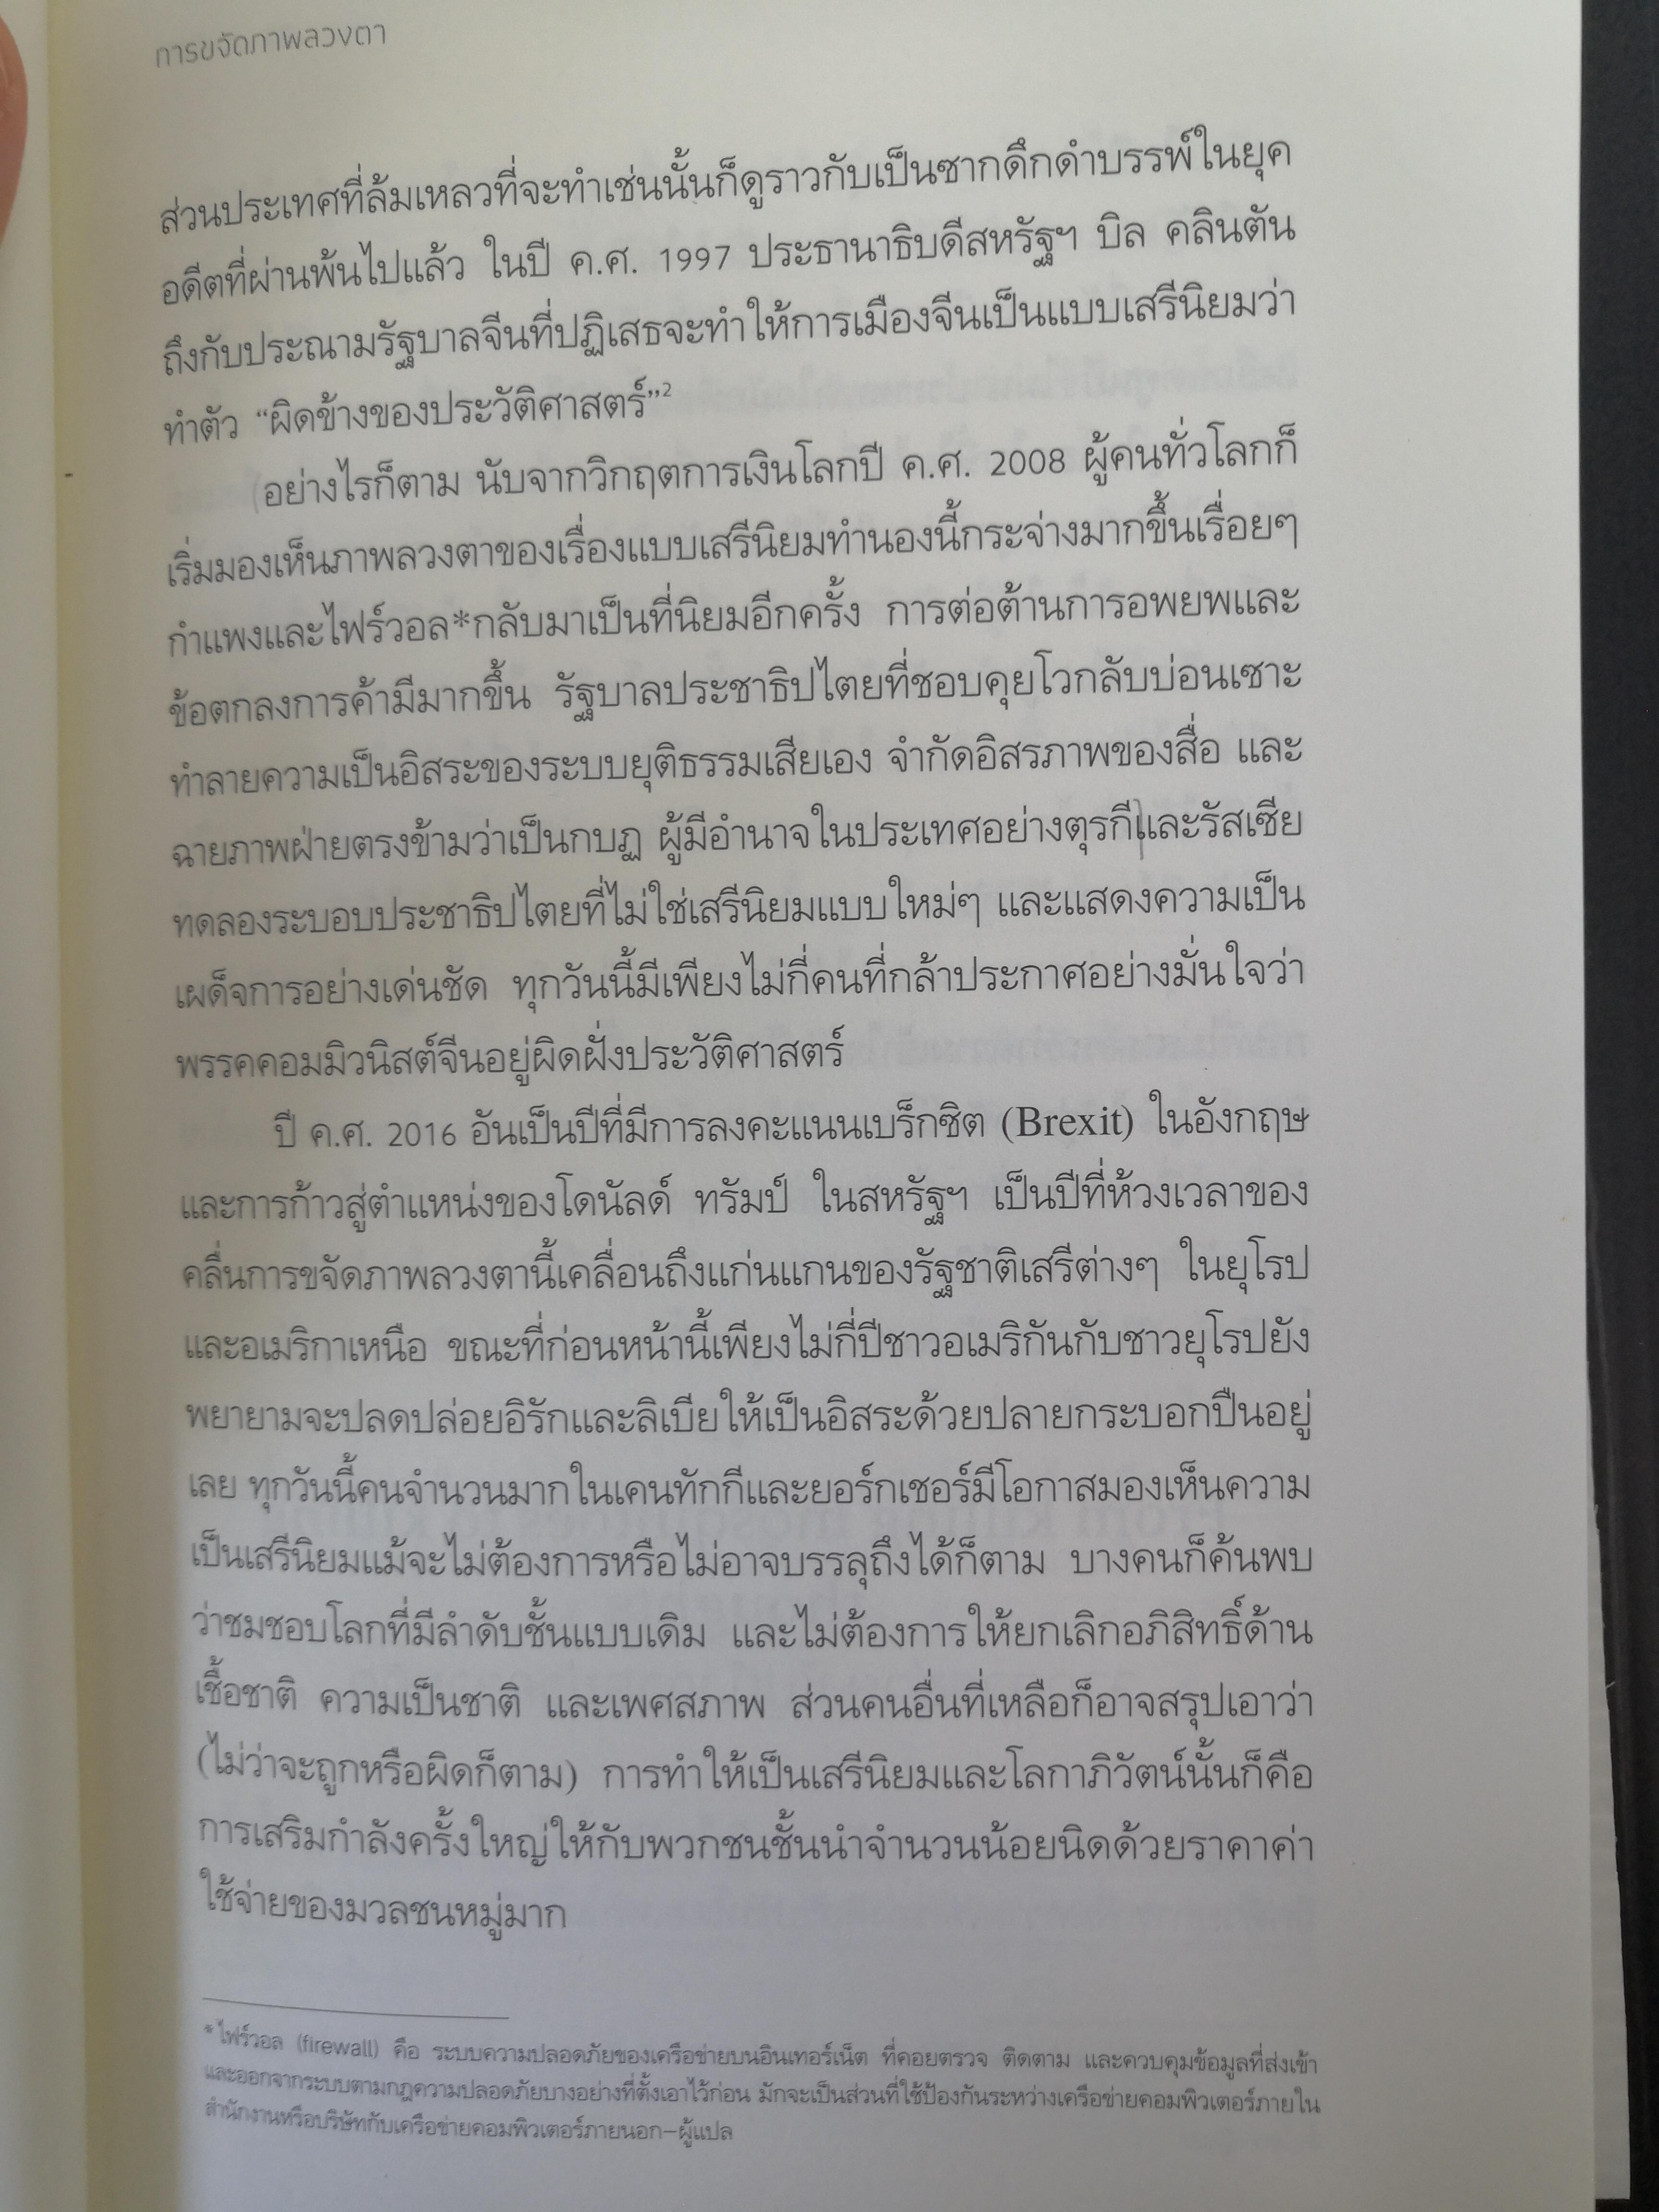 การขจัดภาพลวงตา
ส่วนประเทศที่ล้มเหลวที่จะทำเช่นนั้นก็ดูราวกับเป็นซากดึกดำบรรพ์ในยุค
อดีตที่ผ่านพ้นไปแล้ว ในปี ค.ศ. 1997 ประธานาธิบดีสหรัฐฯ บิล คลินตัน
ถึงกับประณามรัฐบาลจีนที่ปฏิเสธจะทำให้การเมืองจีนเป็นแบบเสรีนิยมว่า
ทำตัว “ผิดข้างของประวัติศาสตร์”2
อย่างไรก็ตาม นับจากวิกฤตการเงินโลกปี ค.ศ. 2008 ผู้คนทั่วโลกก็
เริ่มมองเห็นภาพลวงตาของเรื่องแบบเสรีนิยมทำนองนี้กระจ่างมากขึ้นเรื่อยๆ
กำแพงและไฟร์วอล*กลับมาเป็นที่นิยมอีกครั้ง การต่อต้านการอพยพและ
ข้อตกลงการค้ามีมากขึ้น รัฐบาลประชาธิปไตยที่ชอบคุยโวกลับบ่อนเซาะ
ทำลายความเป็นอิสระของระบบยุติธรรมเสียเอง จำกัดอิสรภาพของสื่อ และ
ฉายภาพฝ่ายตรงข้ามว่าเป็นกบฏ ผู้มีอำนาจในประเทศอย่างตุรกีและรัสเซีย
ทดลองระบอบประชาธิปไตยที่ไม่ใช่เสรีนิยมแบบใหม่ๆ และแสดงความเป็น
เผด็จการอย่างเด่นชัด ทุกวันนี้มีเพียงไม่กี่คนที่กล้าประกาศอย่างมั่นใจว่า
พรรคคอมมิวนิสต์จีนอยู่ผิดฝั่งประวัติศาสตร์
ปี ค.ศ. 2016 อันเป็นปีที่มีการลงคะแนนเบร็กซิต (Brexit) ในอังกฤษ
และการก้าวสู่ตำแหน่งของโดนัลด์ ทรัมป์ ในสหรัฐฯ เป็นปีที่ห้วงเวลาของ
คลื่นการขจัดภาพลวงตานี้เคลื่อนถึงแก่นแกนของรัฐชาติเสรีต่างๆ ในยุโรป
และอเมริกาเหนือ ขณะที่ก่อนหน้านี้เพียงไม่กี่ปีชาวอเมริกันกับชาวยุโรปยัง
พยายามจะปลดปล่อยอิรักและลิเบียให้เป็นอิสระด้วยปลายกระบอกปืนอยู่
เลย ทุกวันนี้คนจำนวนมากในเคนทักกีและยอร์กเชอร์มีโอกาสมองเห็นความ
เป็นเสรีนิยมแม้จะไม่ต้องการหรือไม่อาจบรรลุถึงได้ก็ตาม บางคนก็ค้นพบ
ว่าชมชอบโลกที่มีลำดับชั้นแบบเดิม และไม่ต้องการให้ยกเลิกอภิสิทธิ์ด้าน
เชื้อชาติ ความเป็นชาติ และเพศสภาพ ส่วนคนอื่นที่เหลือก็อาจสรุปเอาว่า
(ไม่ว่าจะถูกหรือผิดก็ตาม) การทำให้เป็นเสรีนิยมและโลกาภิวัตน์นั้นก็คือ
การเสริมกำลังครั้งใหญ่ให้กับพวกชนชั้นนำจำนวนน้อยนิดด้วยราคาค่า
ใช้จ่ายของมวลชนหมู่มาก
*ไฟร์วอล (firewall) คือ ระบบความปลอดภัยของเครือข่ายบนอินเทอร์เน็ต ที่คอยตรวจ ติดตาม และควบคุมข้อมูลที่ส่งเข้า
และออกจากระบบตามกฎความปลอดภัยบางอย่างที่ตั้งเอาไว้ก่อน มักจะเป็นส่วนที่ใช้ป้องกันระหว่างเครือข่ายคอมพิวเตอร์ภายใน
สำนักงานหรือบริษัทกับเครือข่ายคอมพิวเตอร์ภายนอก—ผู้แปล